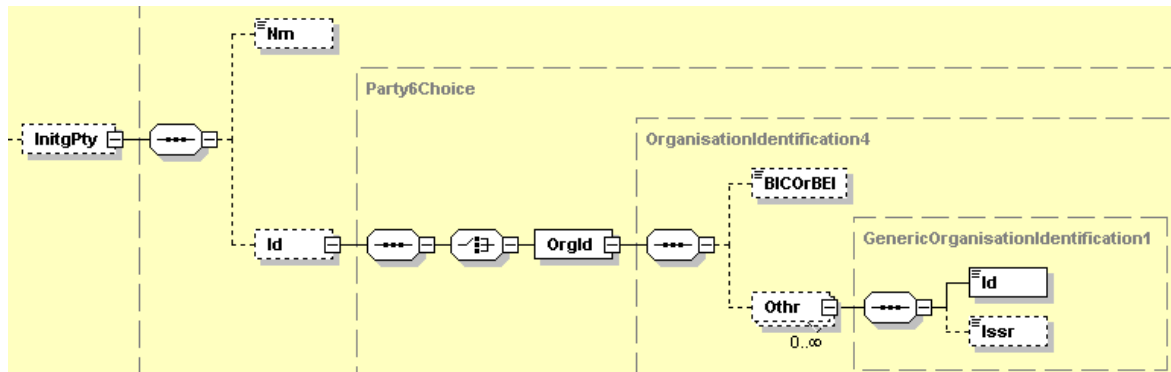 Nm
Party6Choice
InitgPty
OrganisationIdentification4
BICOrBEI
Id
OrgId
GenericOrganisationIdentification1
Id
Othr
0..∞
Issr